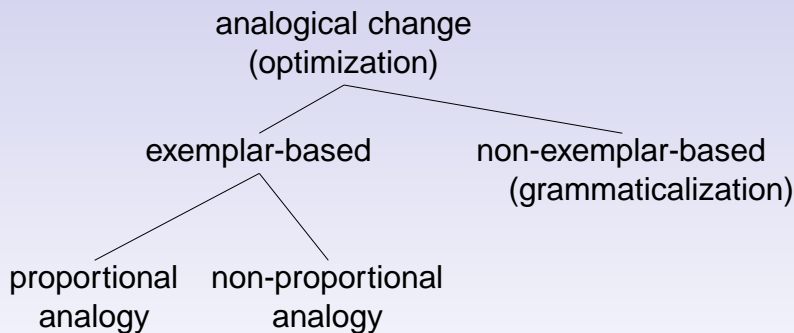 analogical change
(optimization)
exemplar-based
non-exemplar-based
(grammaticalization)
proportional
analogy
non-proportional
analogy